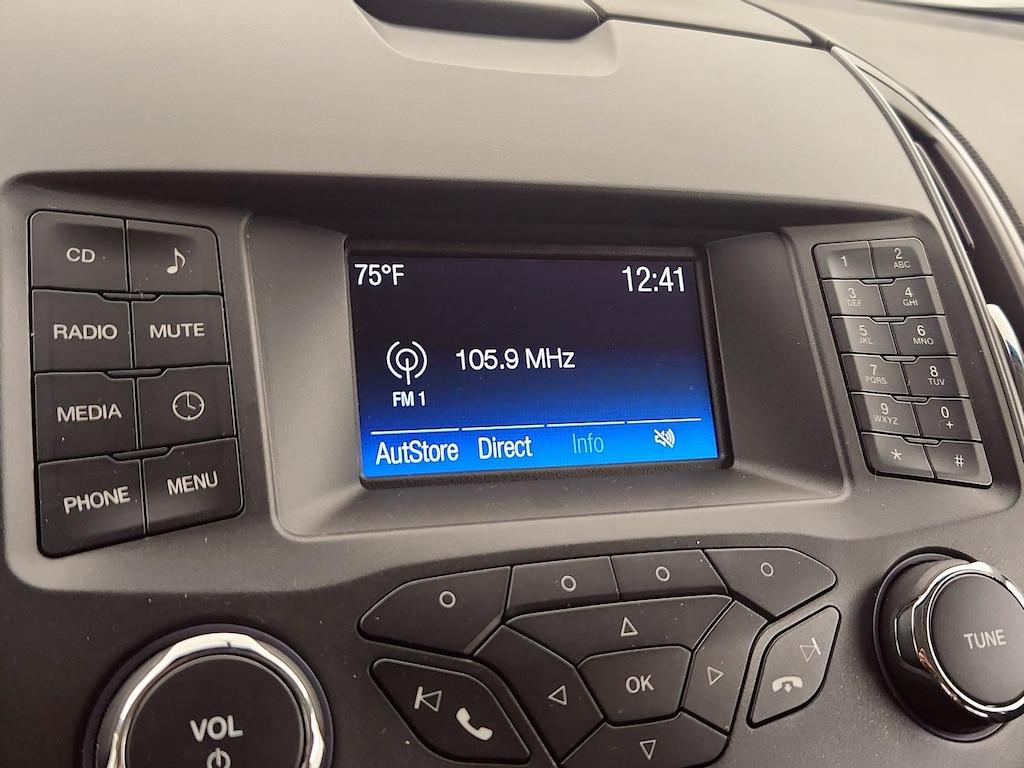 CD
RADIO MUTE
MEDIA
PHONE MENU
75°F 12:41
105.9 MHz
FM 1
AutStore Direct Info
1 2 ABC
3 DEF 4 GHI
5 JKL 6 MNO
7 PQRS 8 TUV
9 WXYZ 0 +
* #
OK
VOL
TUNE